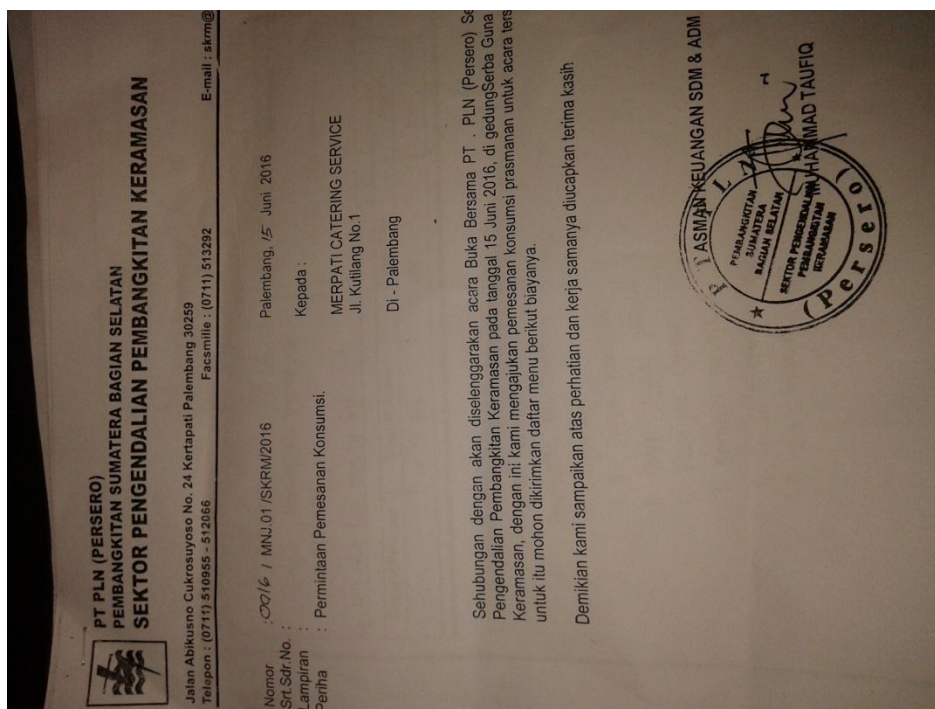 PT PLN (PERSERO)
PEMBANGKITAN SUMATERA BAGIAN SELATAN
SEKTOR PENGENDALIAN PEMBANGKITAN KERAMASAN
Jalan Abikusno Cukrosuyoso No. 24 Kertapati Palembang 30259
Telepon : (0711) 510955 - 512066 Facsmilie : (0711) 513292 E-mail : skrm@
Nomor : 0016 / MNJ.01 /SKRM/2016 Palembang, 15 Juni 2016
Srt.Sdr.No. :
Lampiran : Kepada :
Periha : Permintaan Pemesanan Konsumsi.
MERPATI CATERING SERVICE
Jl. Kutilang No.1
Di - Palembang
Sehubungan dengan akan diselenggarakan acara Buka Bersama PT . PLN (Persero) Se
Pengendalian Pembangkitan Keramasan pada tanggal 15 Juni 2016, di gedungSerba Guna
Keramasan, dengan ini kami mengajukan pemesanan konsumsi prasmanan untuk acara ters
untuk itu mohon dikirimkan daftar menu berikut biayanya.
Demikian kami sampaikan atas perhatian dan kerja samanya diucapkan terima kasih
ASMAN KEUANGAN SDM & ADM
P T. P L N
PEMBANGKITAN
SUMATERA
BAGIAN SELATAN
SEKTOR PENGENDALIAN
PEMBANGKITAN
KERAMASAN
(Persero)
MUHAMMAD TAUFIQ